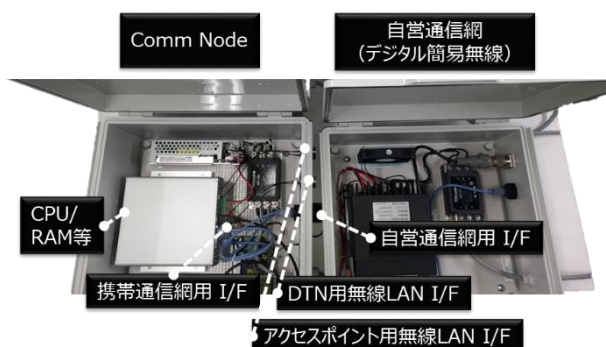 Comm Node
自営通信網
（デジタル簡易無線）
CPU/
RAM等
自営通信網用 I/F
携帯通信網用 I/F
DTN用無線LAN I/F
アクセスポイント用無線LAN I/F